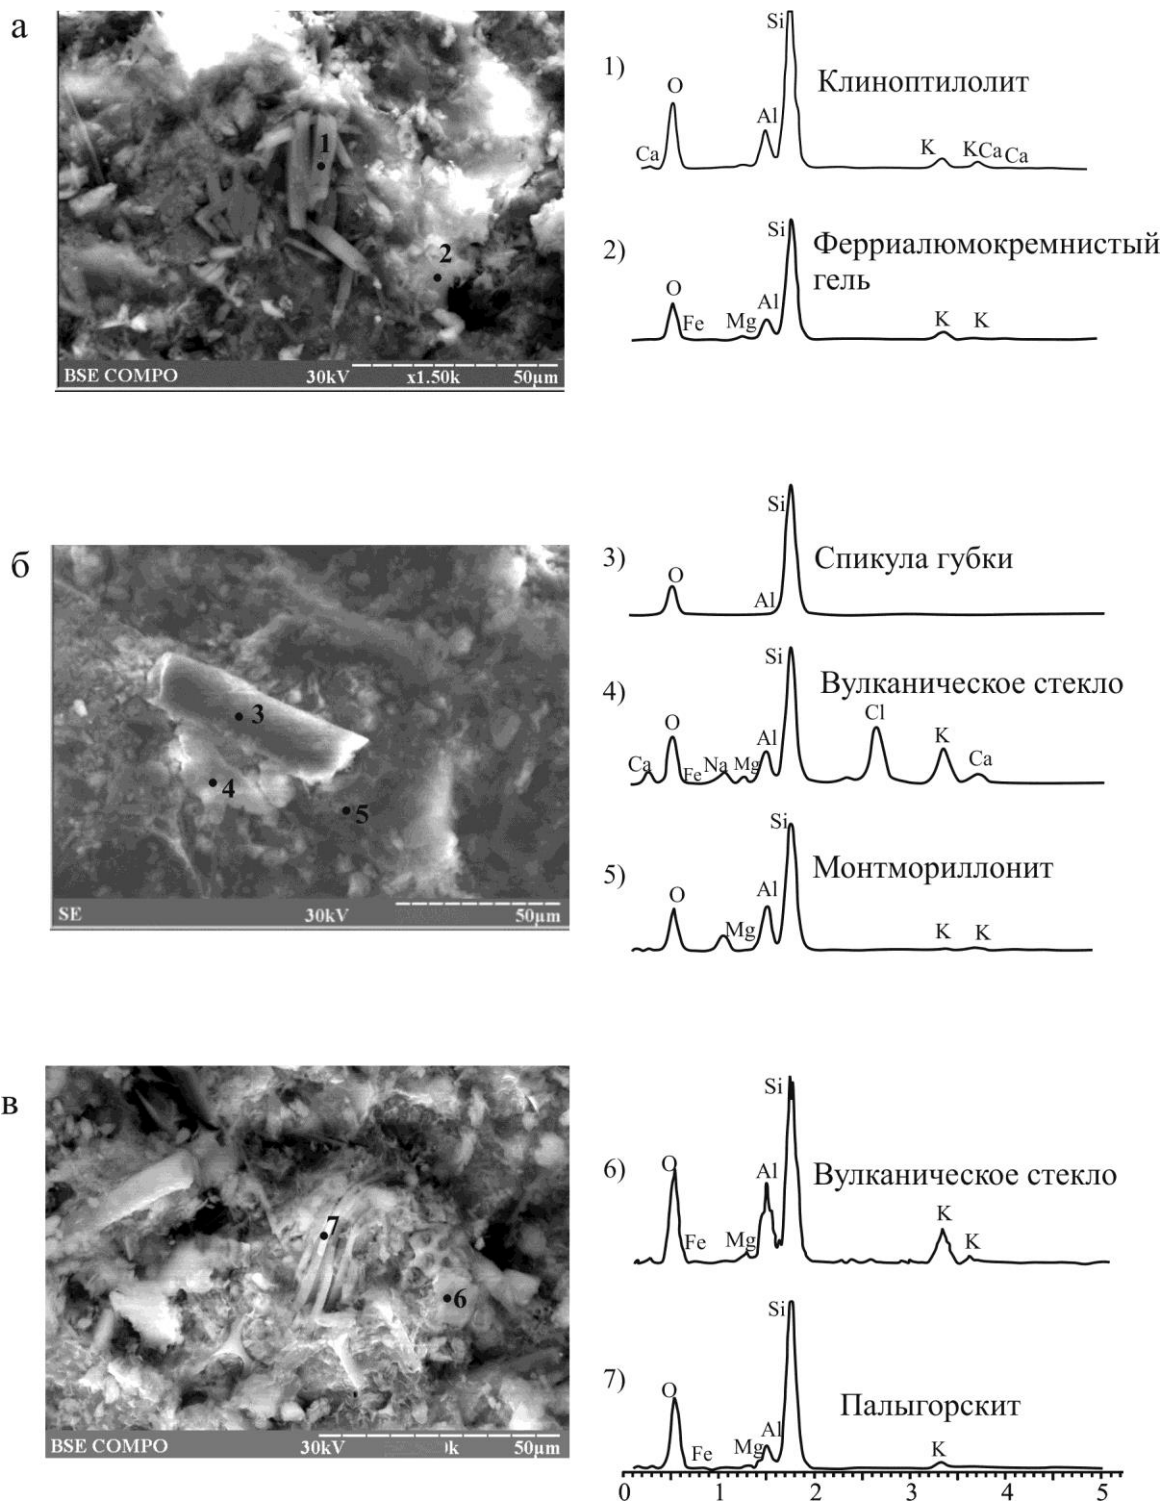 а
1
2
BSE COMPO 30kV x1.50k 50µm
1)
Si
Клиноптилолит
O
Al
Ca
K
K Ca Ca
2)
Si
Ферриалюмокремнистый
гель
O
Fe
Mg
Al
K
K
б
3
4
5
SE 30kV 50µm
3)
Si
Спикула губки
O
Al
4)
Si
Вулканическое стекло
Cl
O
Al
K
Ca
Fe
Na
Mg
Ca
5)
Si
Монтмориллонит
O
Al
Mg
K
K
в
7
6
BSE COMPO 30kV k 50µm
6)
Si
Вулканическое стекло
O
Al
Fe
Mg
K
K
7)
Si
Палыгорскит
O
Fe
Mg
Al
K
0 1 2 3 4 5